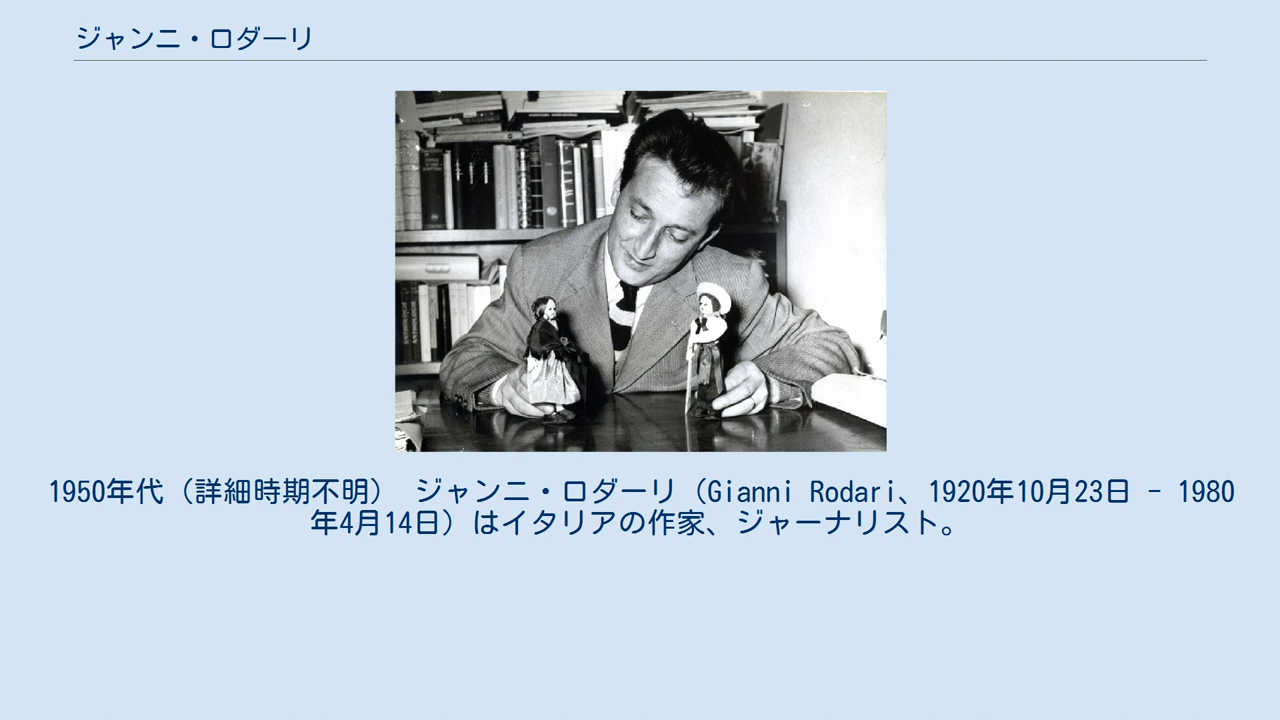 ジャンニ・ロダーリ
1950年代（詳細時期不明） ジャンニ・ロダーリ（Gianni Rodari、1920年10月23日 - 1980
年4月14日）はイタリアの作家、ジャーナリスト。